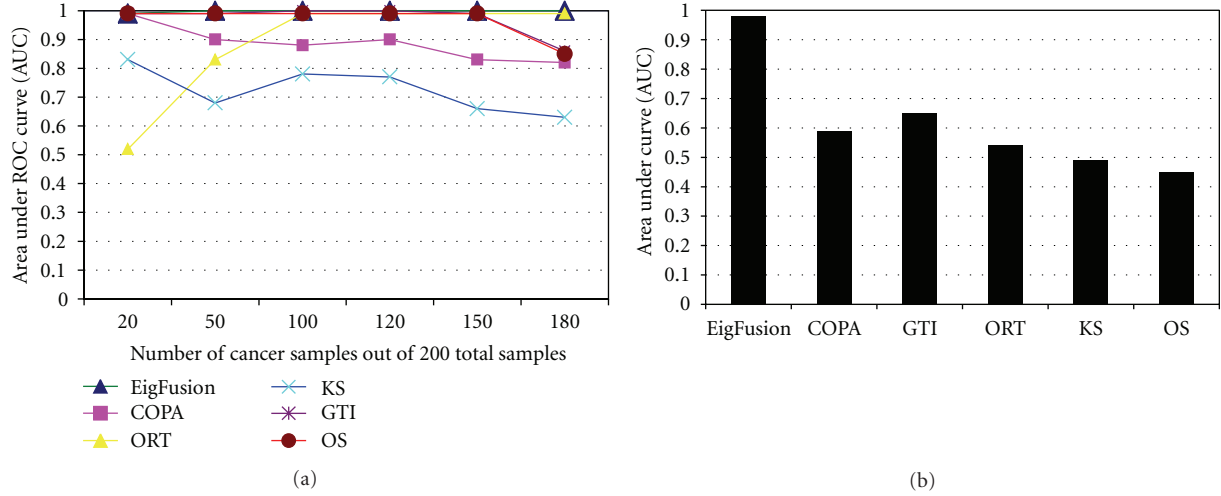 Area under ROC curve (AUC)
1
0.9
0.8
0.7
0.6
0.5
0.4
0.3
0.2
0.1
0
20 50 100 120 150 180
Number of cancer samples out of 200 total samples
EigFusion
COPA
ORT
KS
GTI
OS
(a)
Area under curve (AUC)
1
0.9
0.8
0.7
0.6
0.5
0.4
0.3
0.2
0.1
0
EigFusion COPA GTI ORT KS OS
(b)